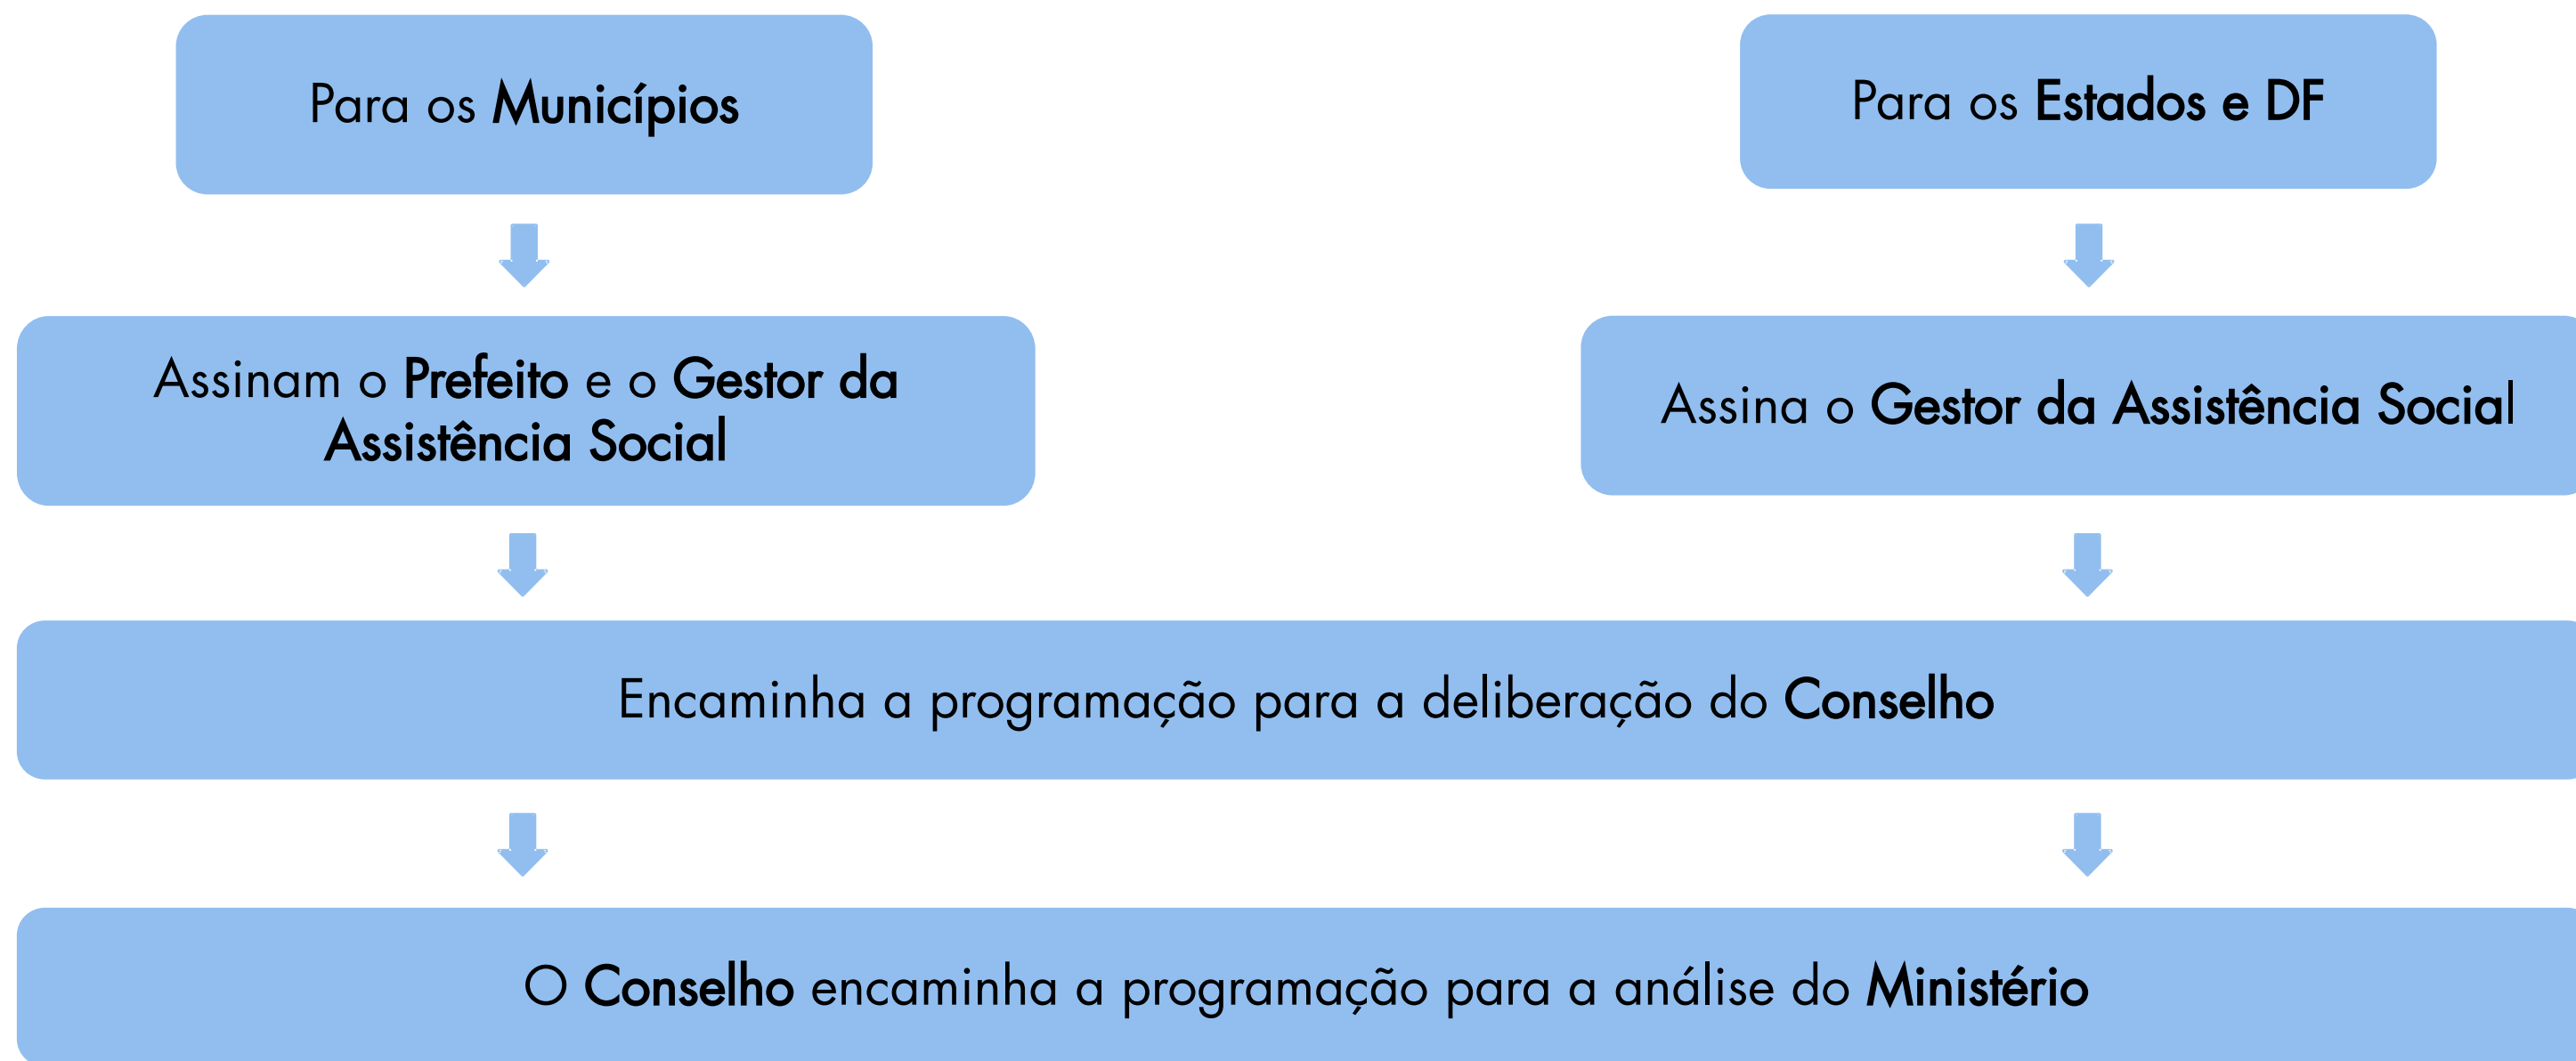 Para os Municípios
Para os Estados e DF
Assinam o Prefeito e o Gestor da
Assistência Social
Assina o Gestor da Assistência Social
Encaminha a programação para a deliberação do Conselho
O Conselho encaminha a programação para a análise do Ministério